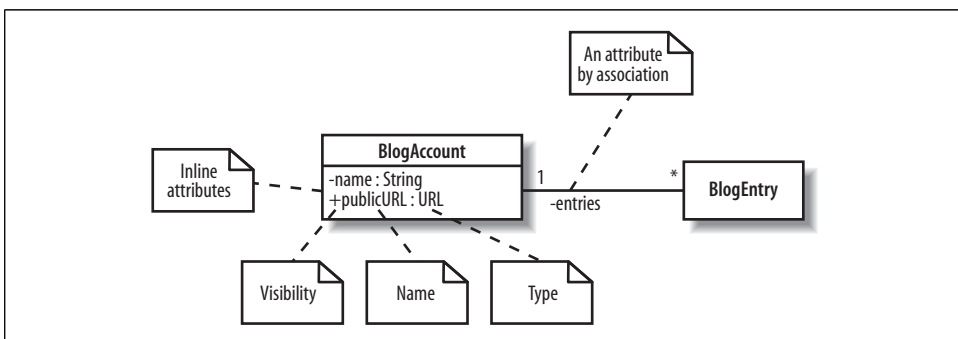 An attribute
by association
BlogAccount
-name : String
+publicURL : URL
Inline
attributes
1
-entries
*
BlogEntry
Visibility
Name
Type